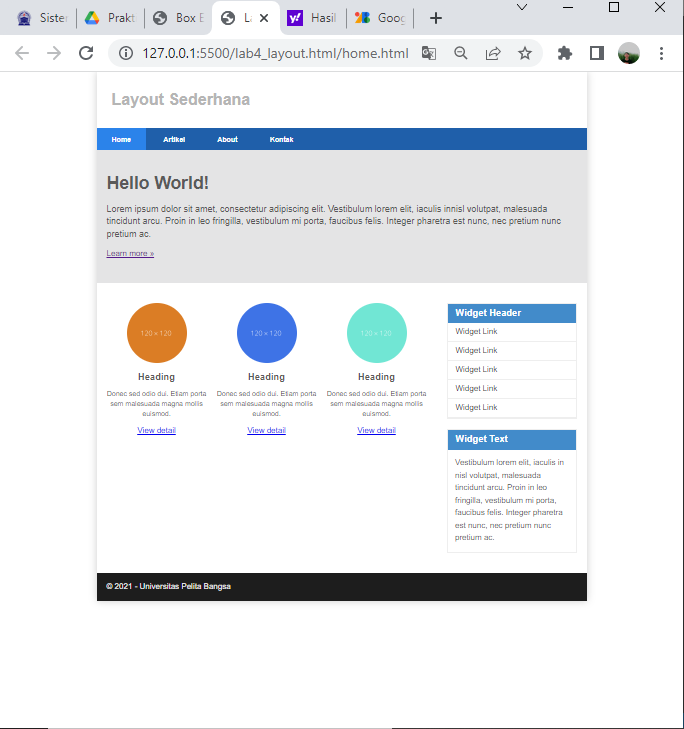 Sister
Prakt
Box E
La
Hasil
Goog
127.0.0.1:5500/lab4_layout.html/home.html
Layout Sederhana
Home Artikel About Kontak
Hello World!
Lorem ipsum dolor sit amet, consectetur adipiscing elit. Vestibulum lorem elit, iaculis innisl volutpat, malesuada
tincidunt arcu. Proin in leo fringilla, vestibulum mi porta, faucibus felis. Integer pharetra est nunc, nec pretium nunc
pretium ac.
Learn more »
120 × 120
Heading
Donec sed odio dui. Etiam porta
sem malesuada magna mollis
euismod.
View detail
120 × 120
Heading
Donec sed odio dui. Etiam porta
sem malesuada magna mollis
euismod.
View detail
120 × 120
Heading
Donec sed odio dui. Etiam porta
sem malesuada magna mollis
euismod.
View detail
Widget Header
Widget Link
Widget Link
Widget Link
Widget Link
Widget Link
Widget Text
Vestibulum lorem elit, iaculis in
nisl volutpat, malesuada
tincidunt arcu. Proin in leo
fringilla, vestibulum mi porta,
faucibus felis. Integer pharetra
est nunc, nec pretium nunc
pretium ac.
© 2021 - Universitas Pelita Bangsa